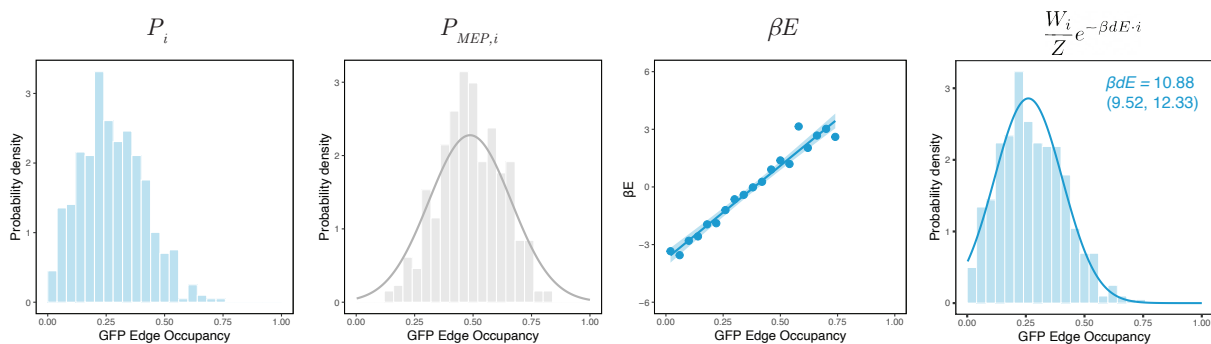 P_i
P_{MEP,i}
βE
W_i/Z e^{−βdE·i}
Probability density
3
2
1
0
0.00 0.25 0.50 0.75 1.00
GFP Edge Occupancy
Probability density
3
2
1
0
0.00 0.25 0.50 0.75 1.00
GFP Edge Occupancy
βE
6
3
0
−3
−6
0.00 0.25 0.50 0.75 1.00
GFP Edge Occupancy
Probability density
3
2
1
0
0.00 0.25 0.50 0.75 1.00
GFP Edge Occupancy
βdE = 10.88
(9.52, 12.33)